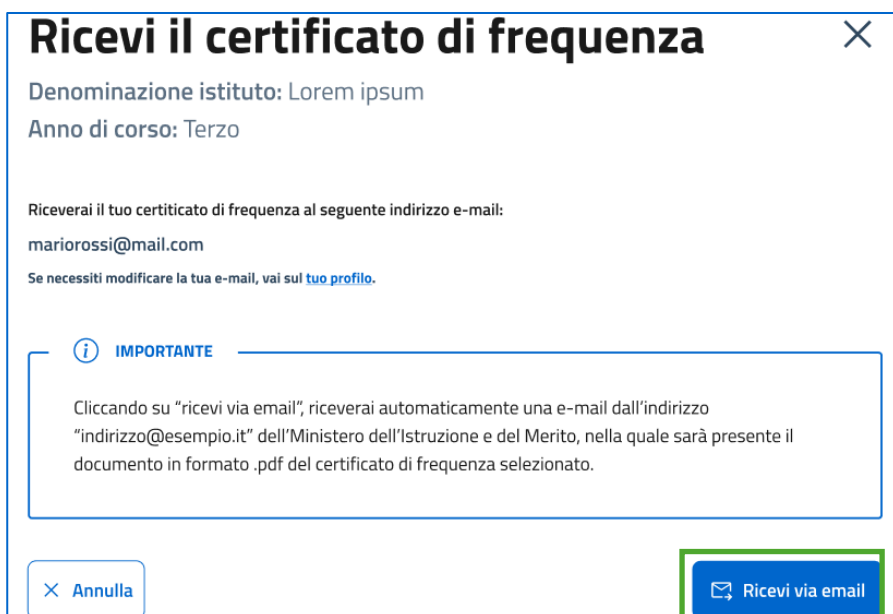 Ricevi il certificato di frequenza
Denominazione istituto: Lorem ipsum
Anno di corso: Terzo
Riceverai il tuo certiticato di frequenza al seguente indirizzo e-mail:
mariorossi@mail.com
Se necessiti modificare la tua e-mail, vai sul tuo profilo.
IMPORTANTE
Cliccando su “ricevi via email”, riceverai automaticamente una e-mail dall’indirizzo
“indirizzo@esempio.it” dell’Ministero dell’Istruzione e del Merito, nella quale sarà presente il
documento in formato .pdf del certificato di frequenza selezionato.
Annulla
Ricevi via email